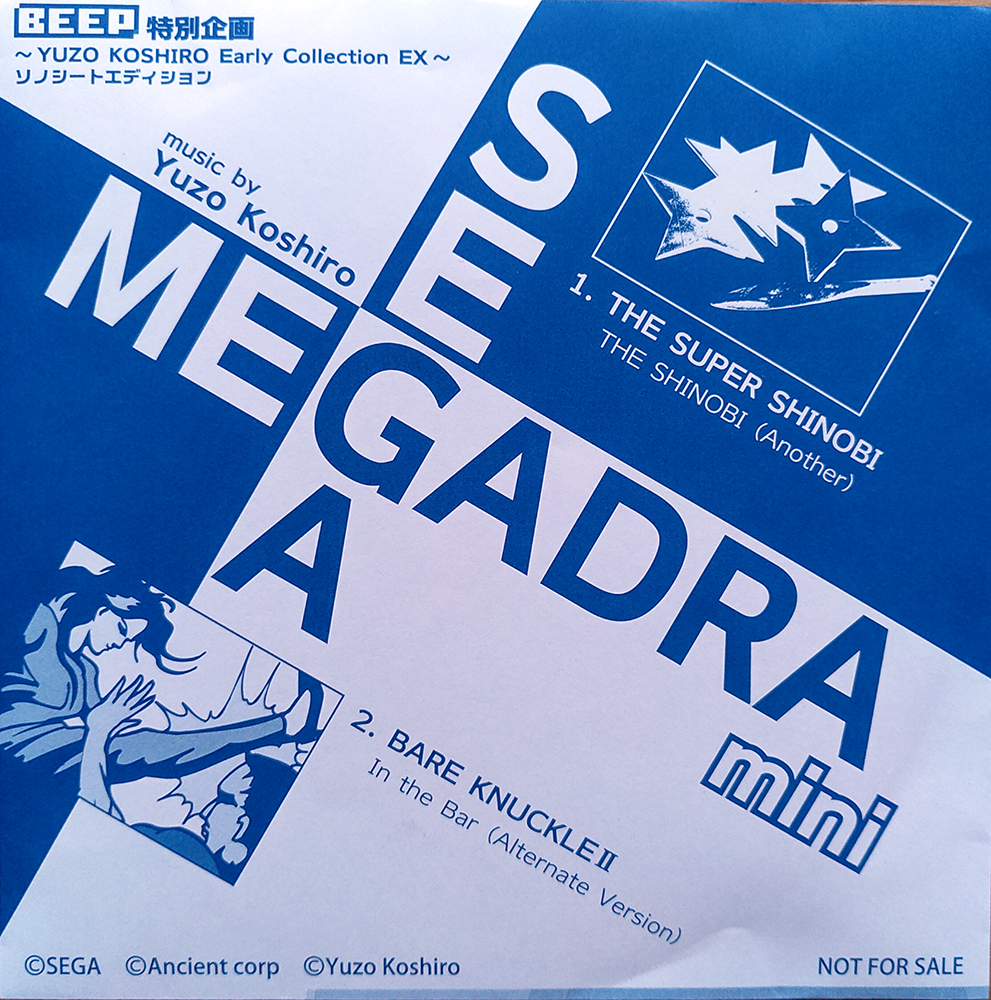 BEEP 特別企画
～YUZO KOSHIRO Early Collection EX～
ソノシートエディション
music by
Yuzo Koshiro
SEGA
MEGADRA
mini
1. THE SUPER SHINOBI
THE SHINOBI (Another)
2. BARE KNUCKLE II
In the Bar (Alternate Version)
©SEGA ©Ancient corp ©Yuzo Koshiro
NOT FOR SALE